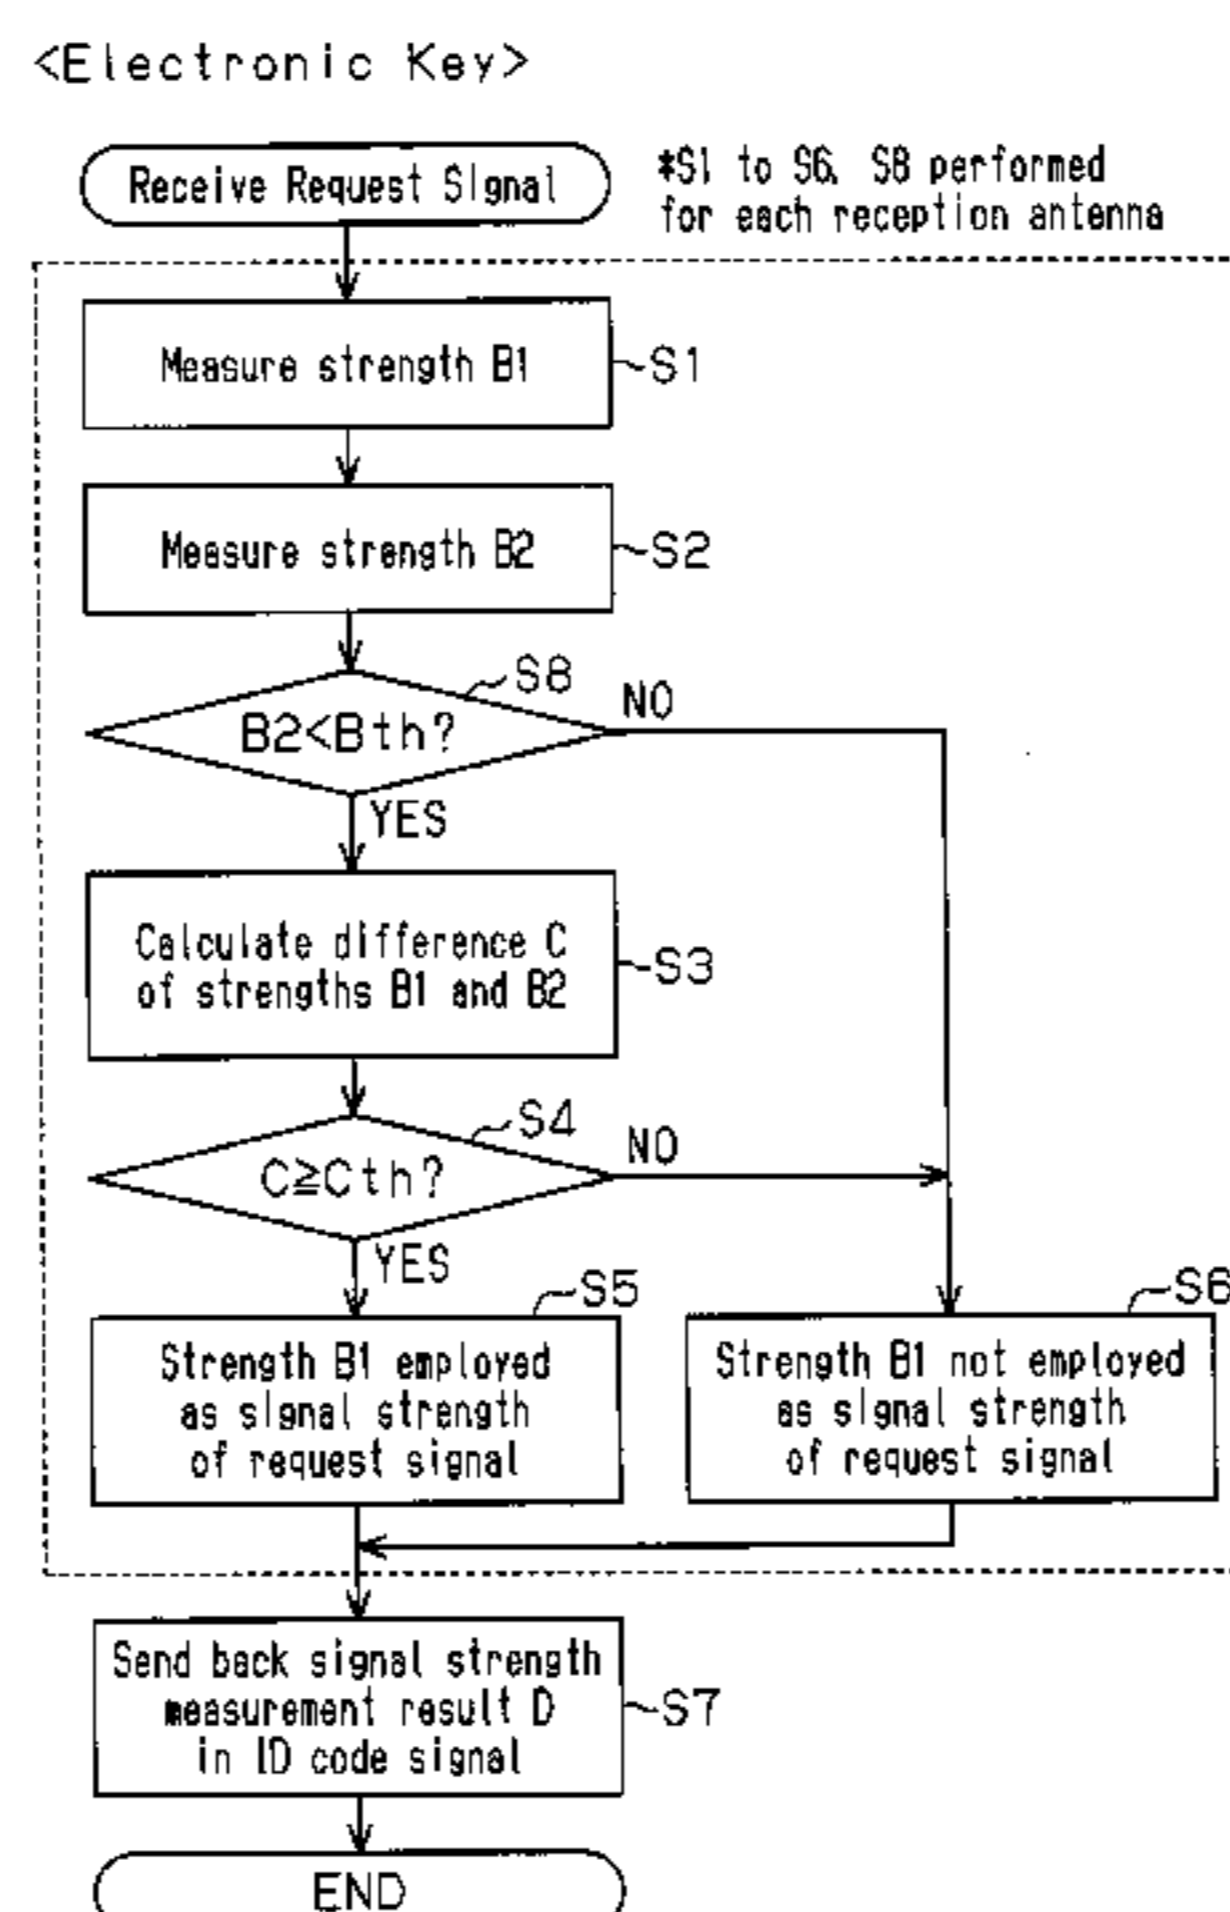 <Electronic Key>
Receive Request Signal
*S1 to S6, S8 performed
for each reception antenna
Measure strength B1
S1
Measure strength B2
S2
S8
B2<Bth?
NO
YES
Calculate difference C
of strengths B1 and B2
S3
S4
C≧Cth?
NO
YES
S5
Strength B1 employed
as signal strength
of request signal
S6
Strength B1 not employed
as signal strength
of request signal
Send back signal strength
measurement result D
in ID code signal
S7
END